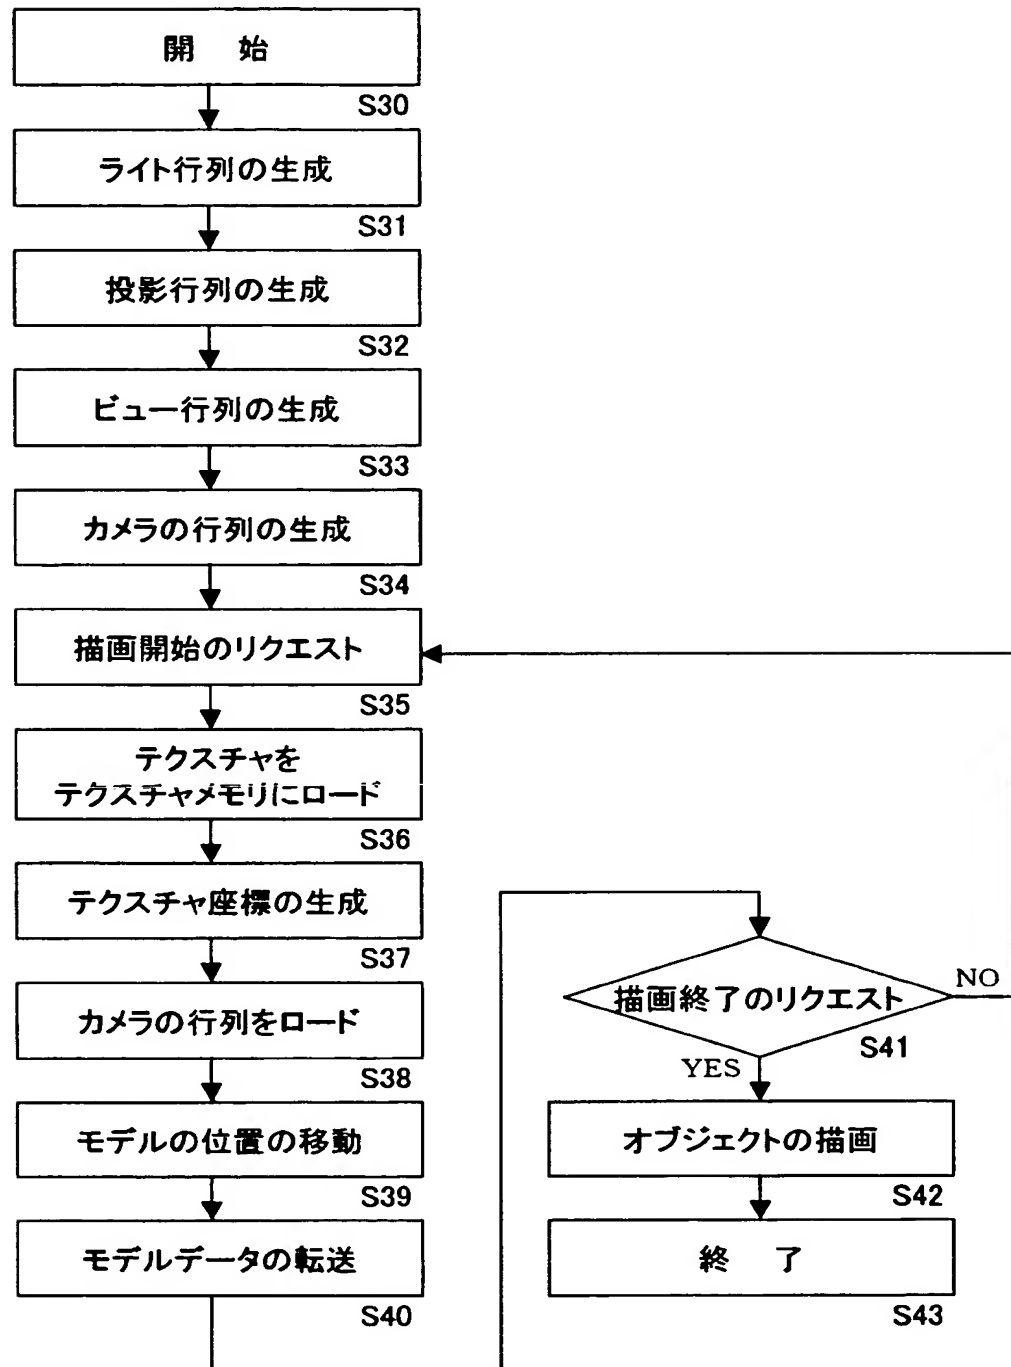 開 始
S30
ライト行列の生成
S31
投影行列の生成
S32
ビュー行列の生成
S33
カメラの行列の生成
S34
描画開始のリクエスト
S35
テクスチャを
テクスチャメモリにロード
S36
テクスチャ座標の生成
S37
カメラの行列をロード
S38
モデルの位置の移動
S39
モデルデータの転送
S40
描画終了のリクエスト
NO
S41
YES
オブジェクトの描画
S42
終 了
S43